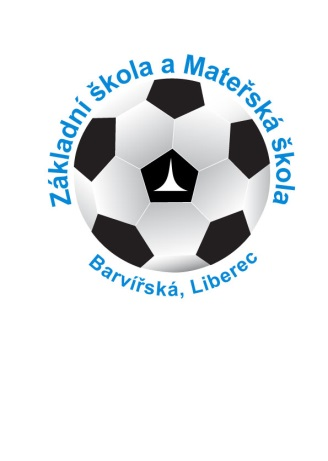 Základní škola a Mateřská škola
Barvířská, Liberec